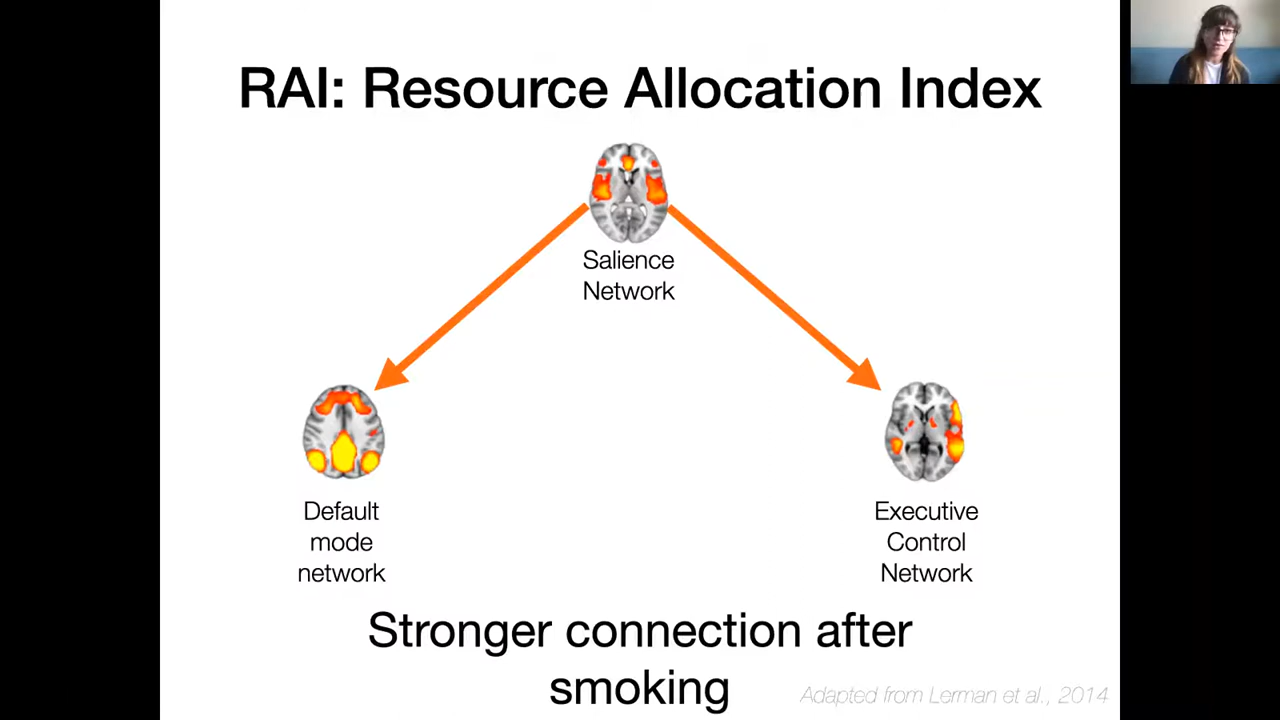 RAI: Resource Allocation Index
Salience
Network
Default
mode
network
Executive
Control
Network
Stronger connection after
smoking
Adapted from Lerman et al., 2014